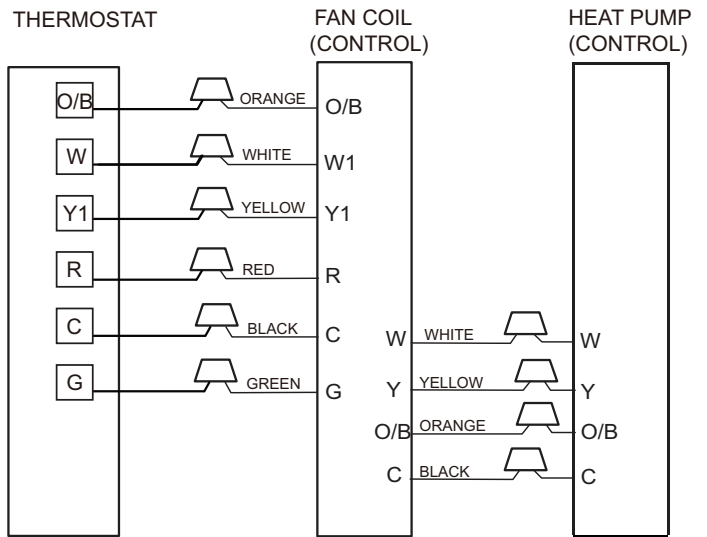 THERMOSTAT
FAN COIL
(CONTROL)
HEAT PUMP
(CONTROL)
O/B ORANGE O/B
W WHITE W1
Y1 YELLOW Y1
R RED R
C BLACK C
G GREEN G
W WHITE W
Y YELLOW Y
O/B ORANGE O/B
C BLACK C